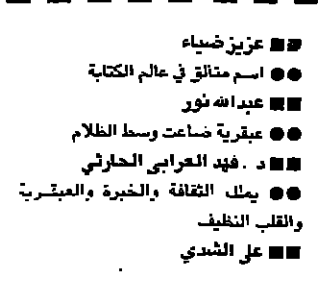 ■■ عزيز ضياء
●● اسم متألق في عالم الكتابة
■■ عبدالله نور
●● عبقرية ضاعت وسط الظلام
■■ د . فهد العرابي الحارثي
●● يملك الثقافة والخبرة والعبقرية
والقلب النظيف
■■ علي الشدي